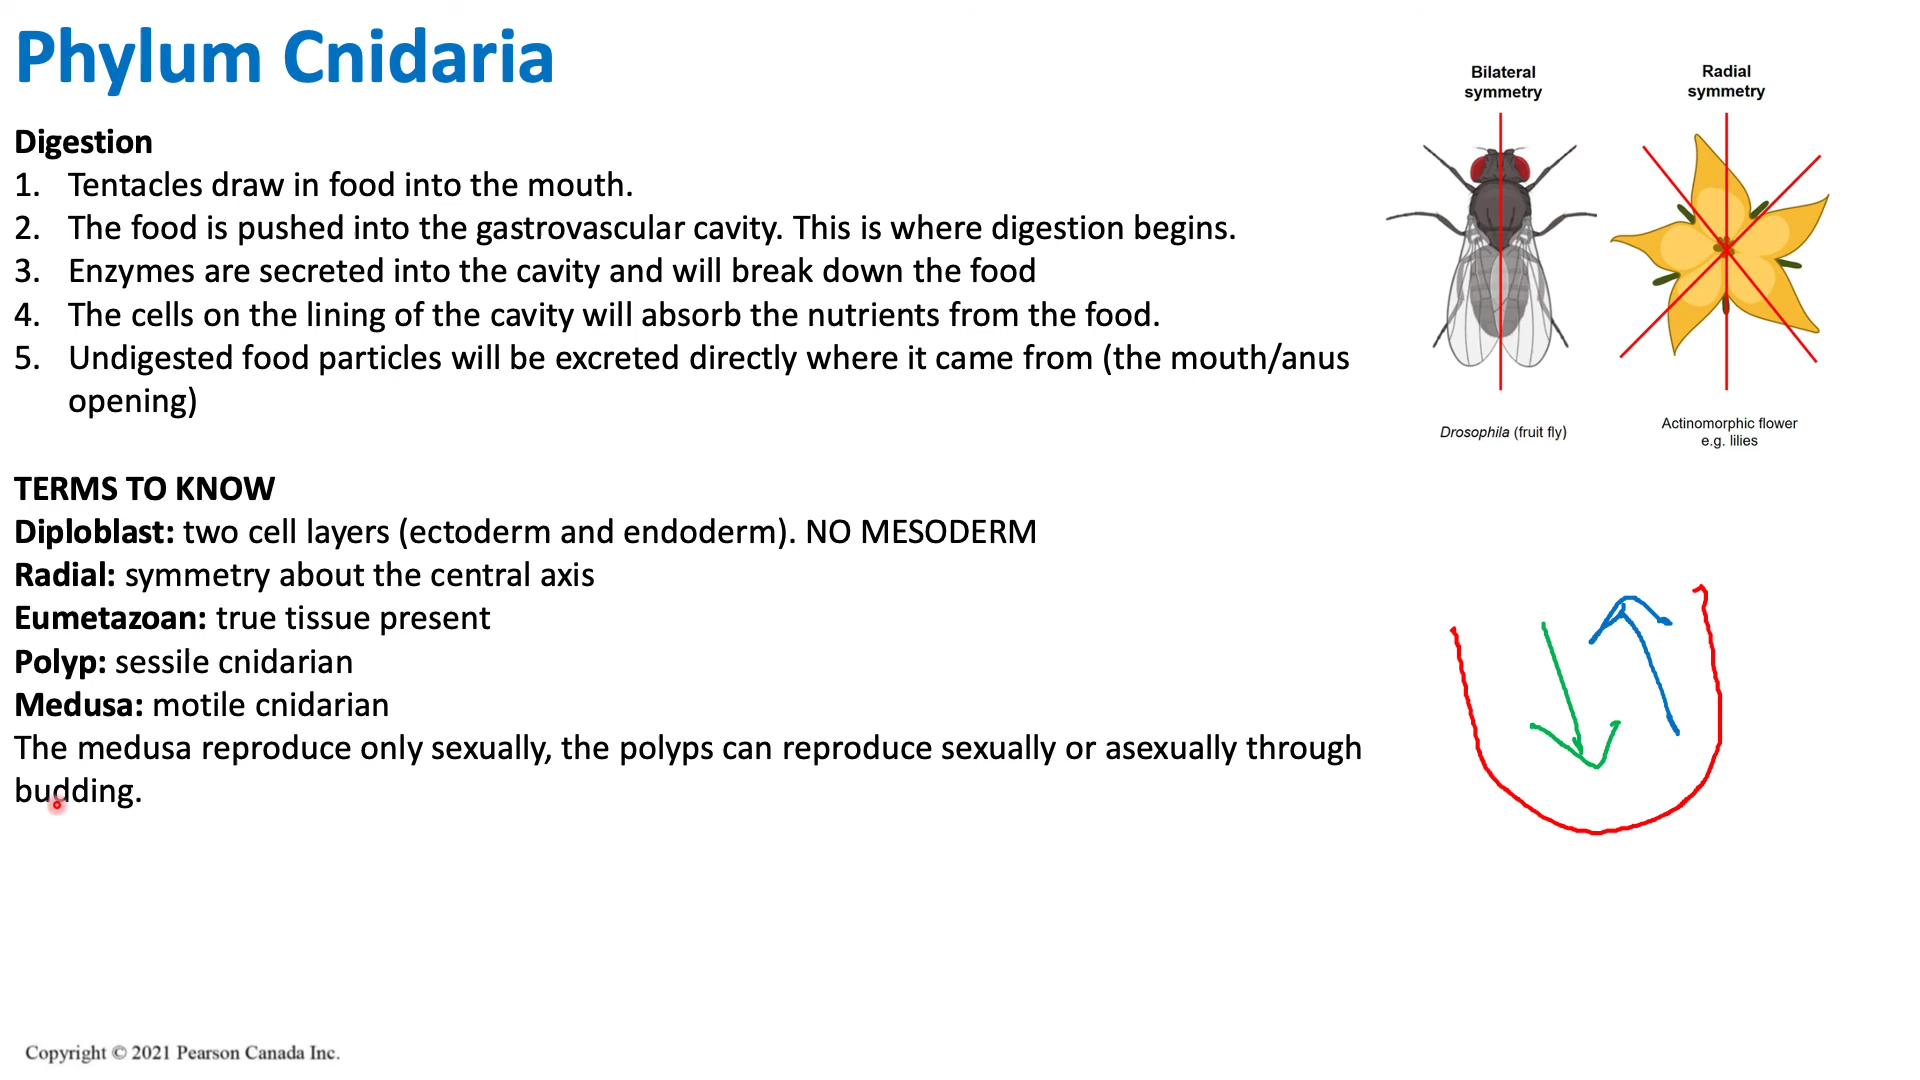 Phylum Cnidaria
Digestion
1. Tentacles draw in food into the mouth.
2. The food is pushed into the gastrovascular cavity. This is where digestion begins.
3. Enzymes are secreted into the cavity and will break down the food
4. The cells on the lining of the cavity will absorb the nutrients from the food.
5. Undigested food particles will be excreted directly where it came from (the mouth/anus
opening)
TERMS TO KNOW
Diploblast: two cell layers (ectoderm and endoderm). NO MESODERM
Radial: symmetry about the central axis
Eumetazoan: true tissue present
Polyp: sessile cnidarian
Medusa: motile cnidarian
The medusa reproduce only sexually, the polyps can reproduce sexually or asexually through
budding.
Bilateral
symmetry
Drosophila (fruit fly)
Radial
symmetry
Actinomorphic flower
e.g. lilies
Copyright © 2021 Pearson Canada Inc.